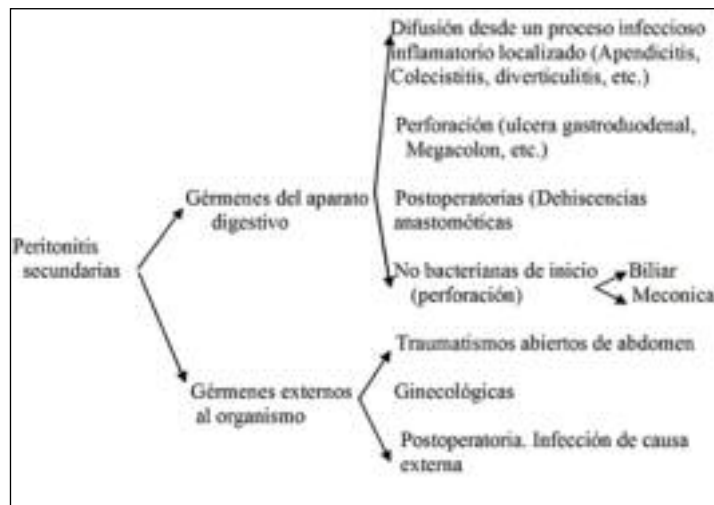 Difusión desde un proceso infeccioso
inflamatorio localizado (Apendicitis,
Colecistitis, diverticulitis, etc.)
Perforación (ulcera gastroduodenal,
Megacolon, etc.)
Gérmenes del aparato
digestivo
Postoperatorias (Dehiscencias
anastomóticas
Peritonitis
secundarias
No bacterianas de inicio
(perforación)
Biliar
Meconica
Traumatismos abiertos de abdomen
Gérmenes externos
al organismo
Ginecológicas
Postoperatoria. Infección de causa
externa